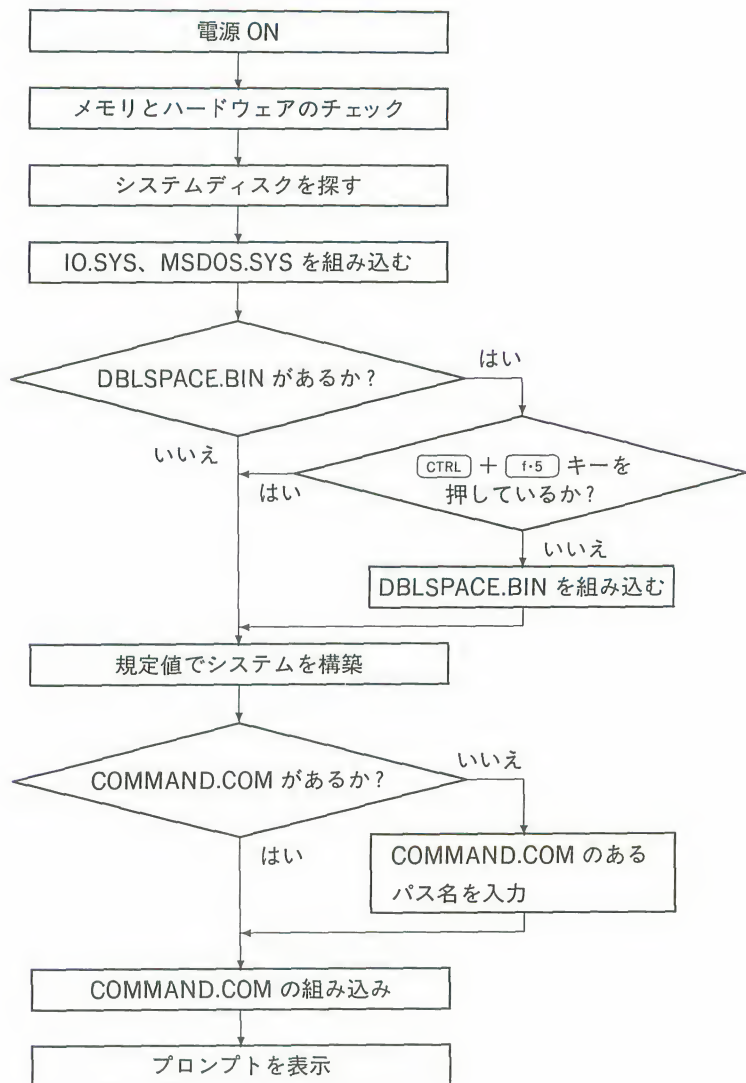 電源 ON
メモリとハードウェアのチェック
システムディスクを探す
IO.SYS、MSDOS.SYS を組み込む
DBLSPACE.BIN があるか？
はい
いいえ
CTRL + f・5 キーを
押しているか？
はい
いいえ
DBLSPACE.BIN を組み込む
規定値でシステムを構築
COMMAND.COM があるか？
いいえ
はい
COMMAND.COM のある
パス名を入力
COMMAND.COM の組み込み
プロンプトを表示